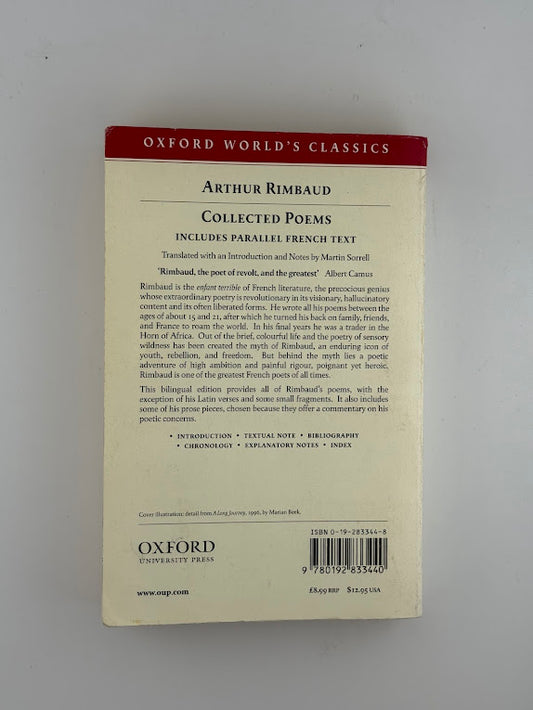 OXFORD WORLD'S CLASSICS
ARTHUR RIMBAUD
COLLECTED POEMS
INCLUDES PARALLEL FRENCH TEXT
Translated with an Introduction and Notes by Martin Sorrell
'Rimbaud, the poet of revolt, and the greatest' Albert Camus
Rimbaud is the enfant terrible of French literature, the precocious genius
whose extraordinary poetry is revolutionary in its visionary, hallucinatory
content and its often liberated forms. He wrote all his poems between the
ages of about 15 and 21, after which he turned his back on family, friends,
and France to roam the world. In his final years he was a trader in the
Horn of Africa. Out of the brief, colourful life and the poetry of sensory
wildness has been created the myth of Rimbaud, an enduring icon of
youth, rebellion, and freedom. But behind the myth lies a poetic
adventure of high ambition and painful rigour, poignant yet heroic.
Rimbaud is one of the greatest French poets of all times.
This bilingual edition provides all of Rimbaud's poems, with the
exception of his Latin verses and some small fragments. It also includes
some of his prose pieces, chosen because they offer a commentary on his
poetic concerns.
• INTRODUCTION • TEXTUAL NOTE • BIBLIOGRAPHY
• CHRONOLOGY • EXPLANATORY NOTES • INDEX
Cover illustration: detail from A Long Journey, 1996, by Marian Bork.
ISBN 0-19-283344-8
OXFORD
UNIVERSITY PRESS
9 780192 833440
www.oup.com
£8.99 RRP $12.95 USA